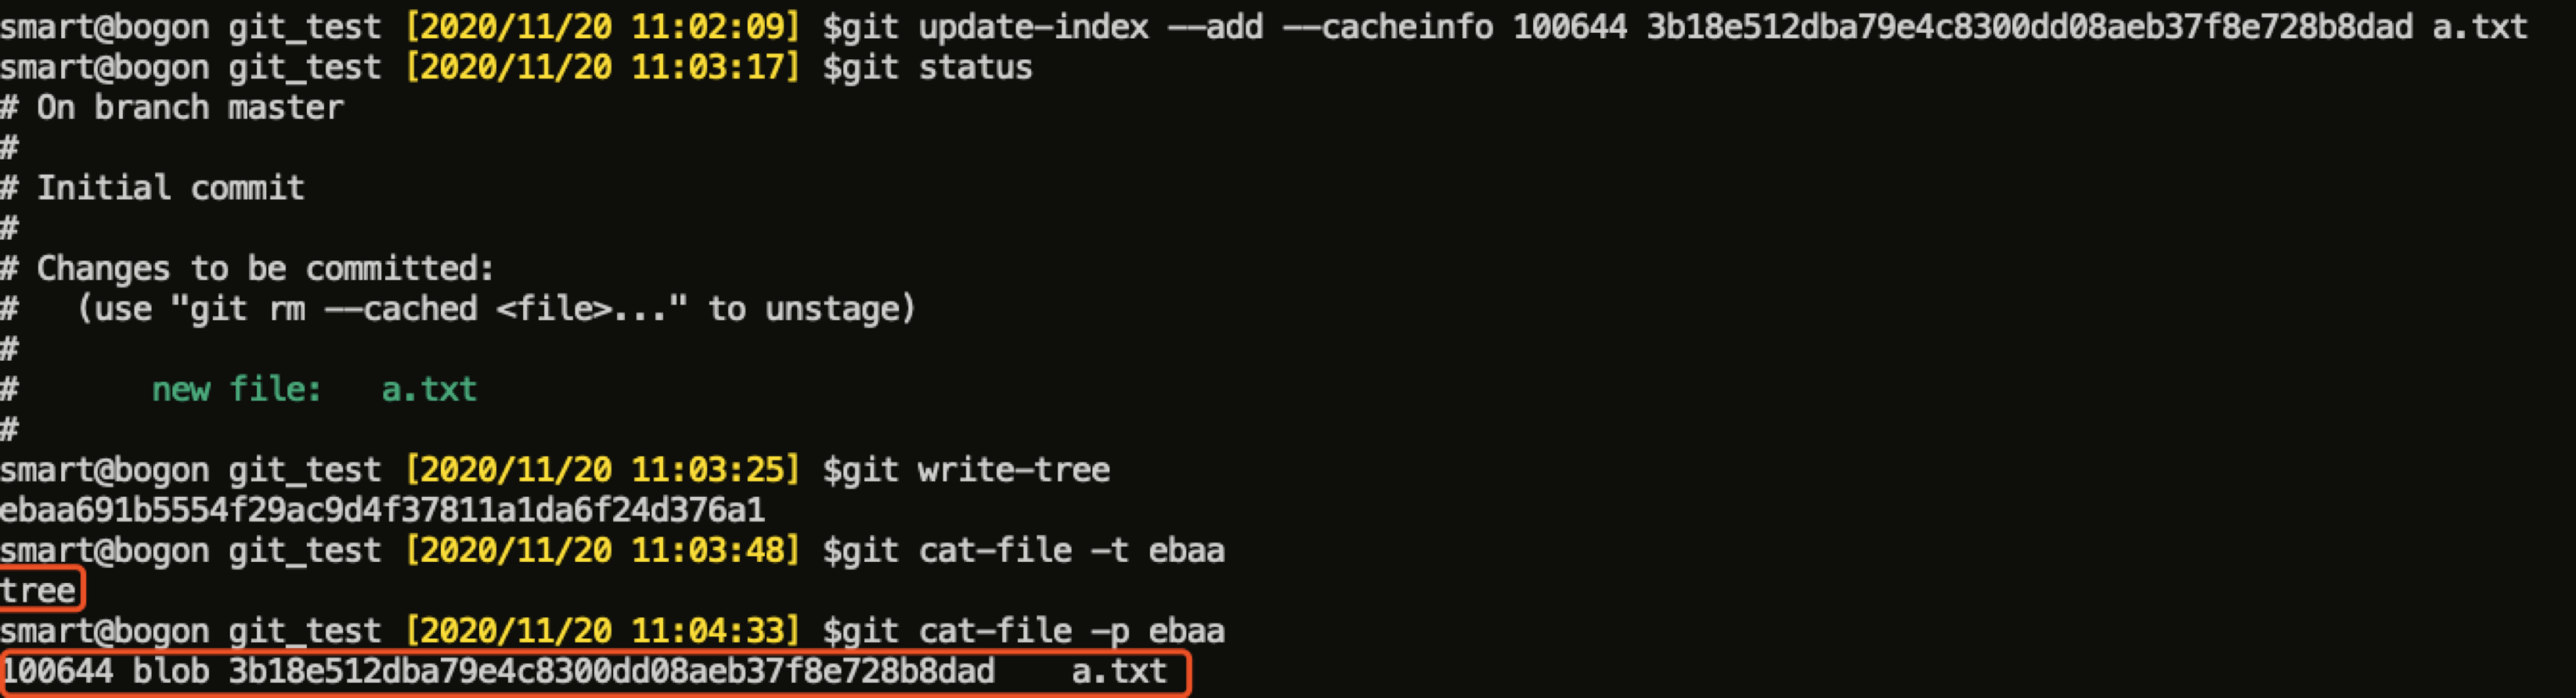 smart@bogon git_test [2020/11/20 11:02:09] $git update-index --add --cacheinfo 100644 3b18e512dba79e4c8300dd08aeb37f8e728b8dad a.txt
smart@bogon git_test [2020/11/20 11:03:17] $git status
# On branch master
#
# Initial commit
#
# Changes to be committed:
#   (use "git rm --cached <file>..." to unstage)
#
#       new file:   a.txt
#
smart@bogon git_test [2020/11/20 11:03:25] $git write-tree
ebaa691b5554f29ac9d4f37811a1da6f24d376a1
smart@bogon git_test [2020/11/20 11:03:48] $git cat-file -t ebaa
tree
smart@bogon git_test [2020/11/20 11:04:33] $git cat-file -p ebaa
100644 blob 3b18e512dba79e4c8300dd08aeb37f8e728b8dad    a.txt